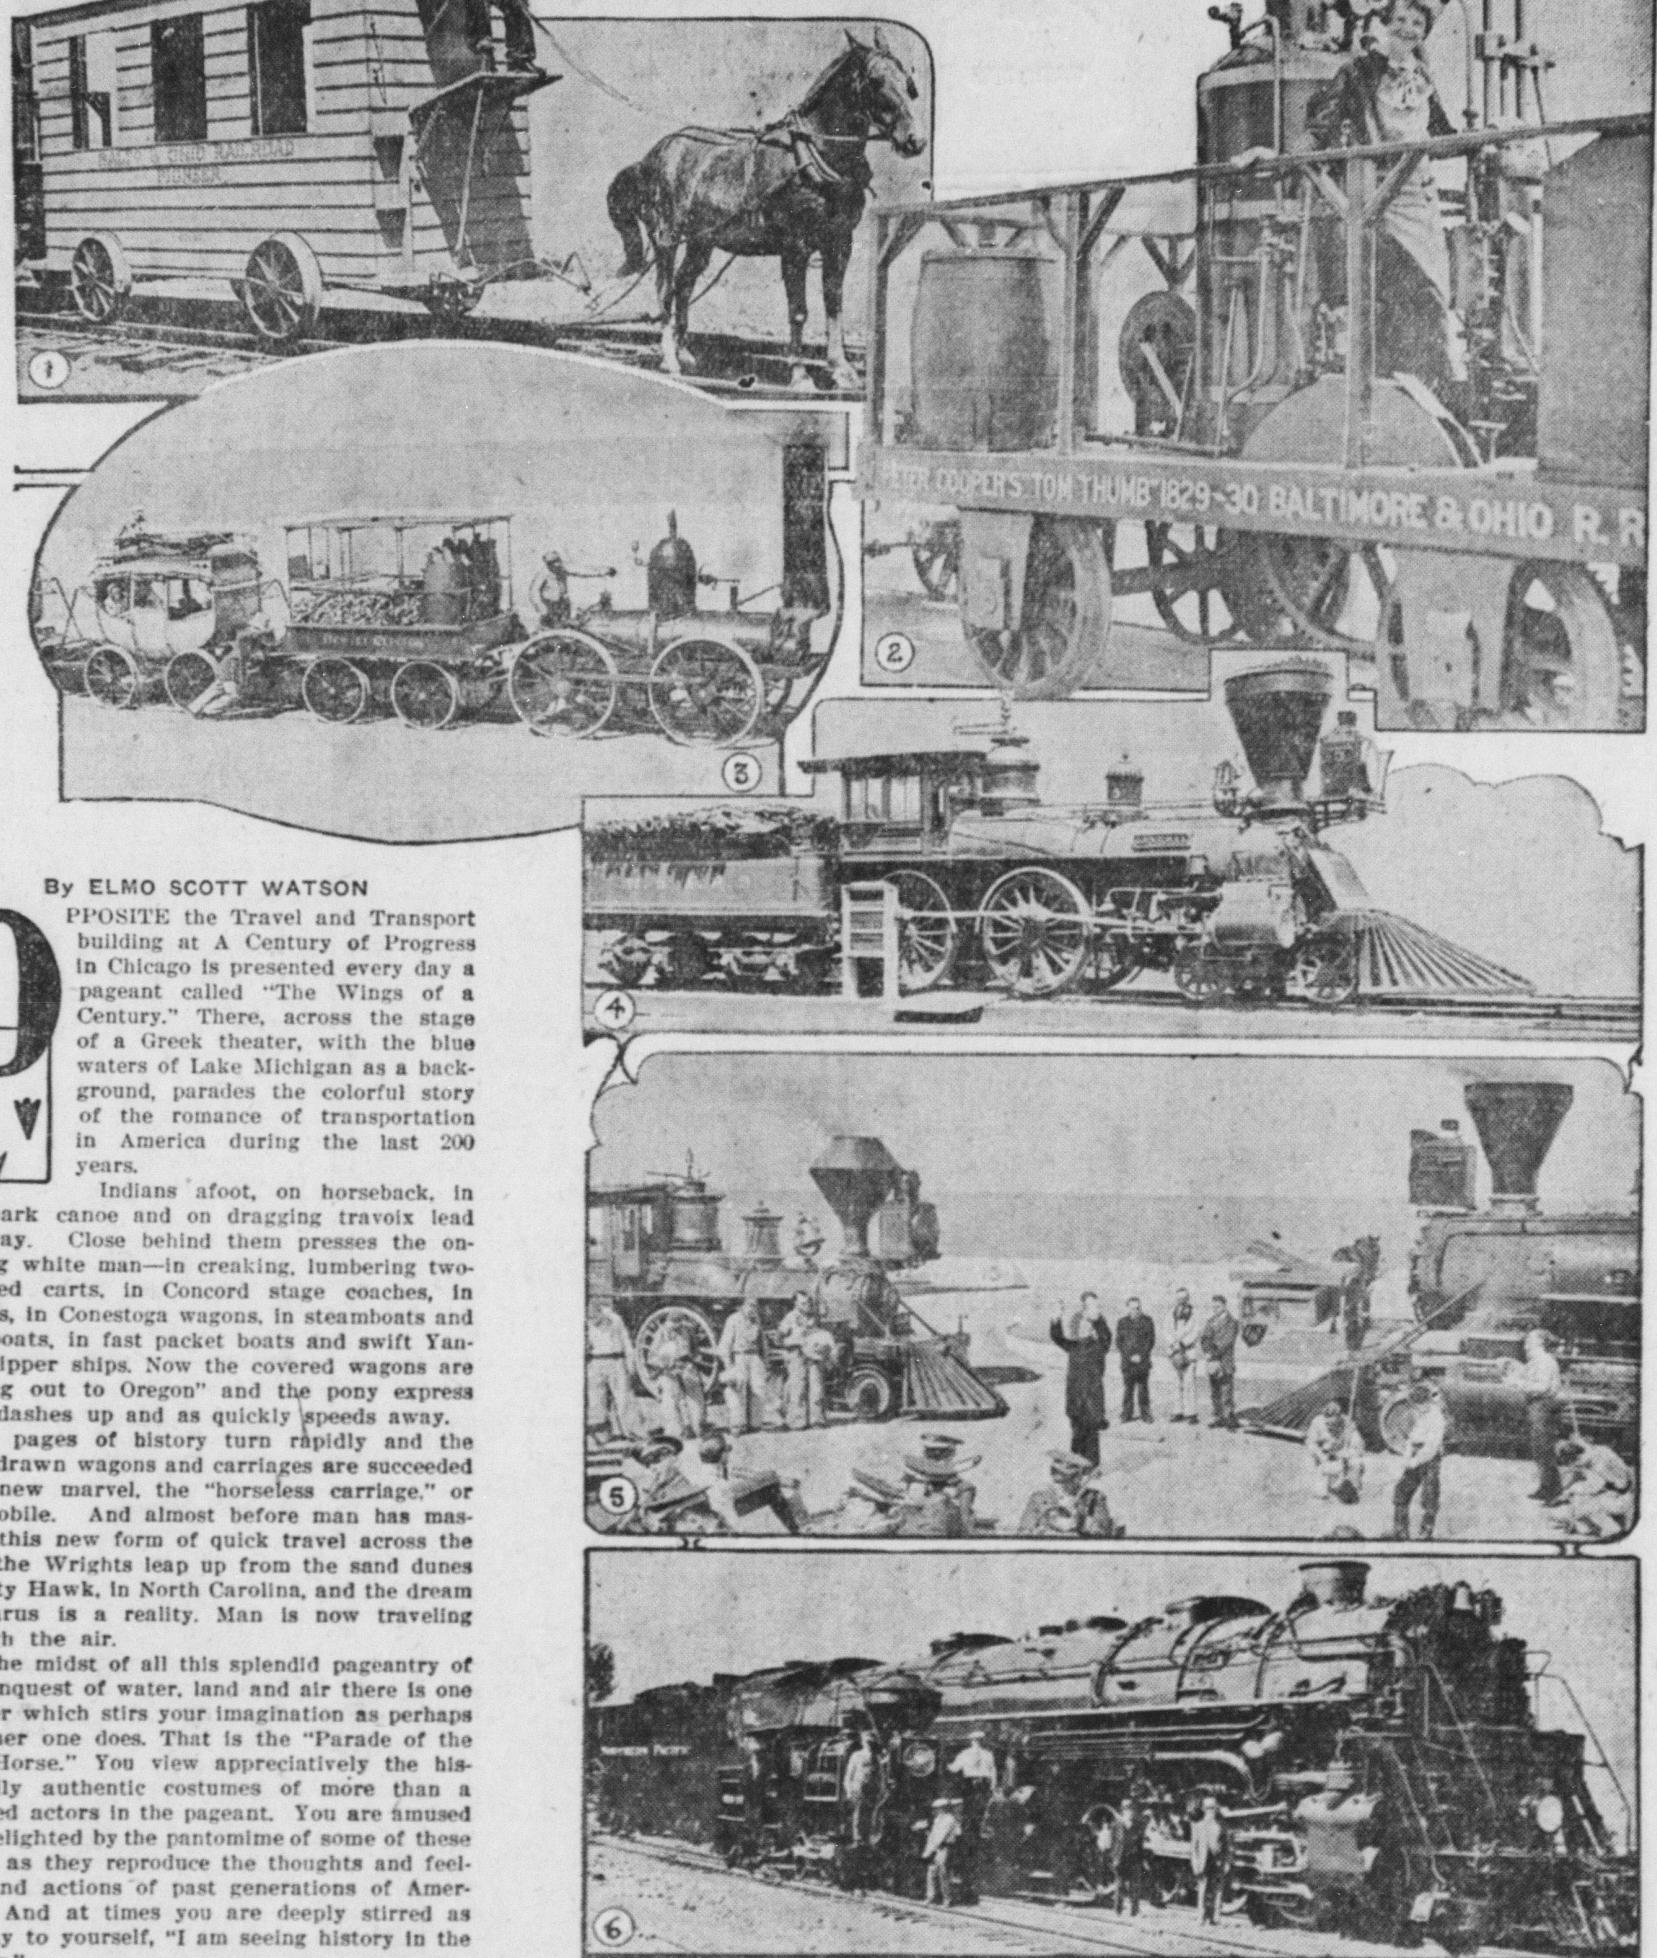 BALTO & OHIO RAILROAD
PIONEER.
1
PETER COOPER'S "TOM THUMB" 1829-30 BALTIMORE & OHIO R. R
2
DEWITT CLINTON
3
4
5
NORTHERN PACIFIC
6
By ELMO SCOTT WATSON
OPPOSITE the Travel and Transport
building at A Century of Progress
in Chicago is presented every day a
pageant called "The Wings of a
Century." There, across the stage
of a Greek theater, with the blue
waters of Lake Michigan as a back-
ground, parades the colorful story
of the romance of transportation
in America during the last 200
years.
Indians afoot, on horseback, in
ark canoe and on dragging travoix lead
ay. Close behind them presses the on-
g white man—in creaking, lumbering two-
ed carts, in Concord stage coaches, in
s, in Conestoga wagons, in steamboats and
oats, in fast packet boats and swift Yan-
ipper ships. Now the covered wagons are
g out to Oregon" and the pony express
dashes up and as quickly speeds away.
pages of history turn rapidly and the
drawn wagons and carriages are succeeded
new marvel, the "horseless carriage," or
obile. And almost before man has mas-
this new form of quick travel across the
the Wrights leap up from the sand dunes
ty Hawk, in North Carolina, and the dream
arus is a reality. Man is now traveling
h the air.
he midst of all this splendid pageantry of
nquest of water, land and air there is one
r which stirs your imagination as perhaps
her one does. That is the "Parade of the
Horse." You view appreciatively the his-
lly authentic costumes of more than a
ed actors in the pageant. You are amused
elighted by the pantomime of some of these
as they reproduce the thoughts and feel-
nd actions of past generations of Amer-
And at times you are deeply stirred as
y to yourself, "I am seeing history in the